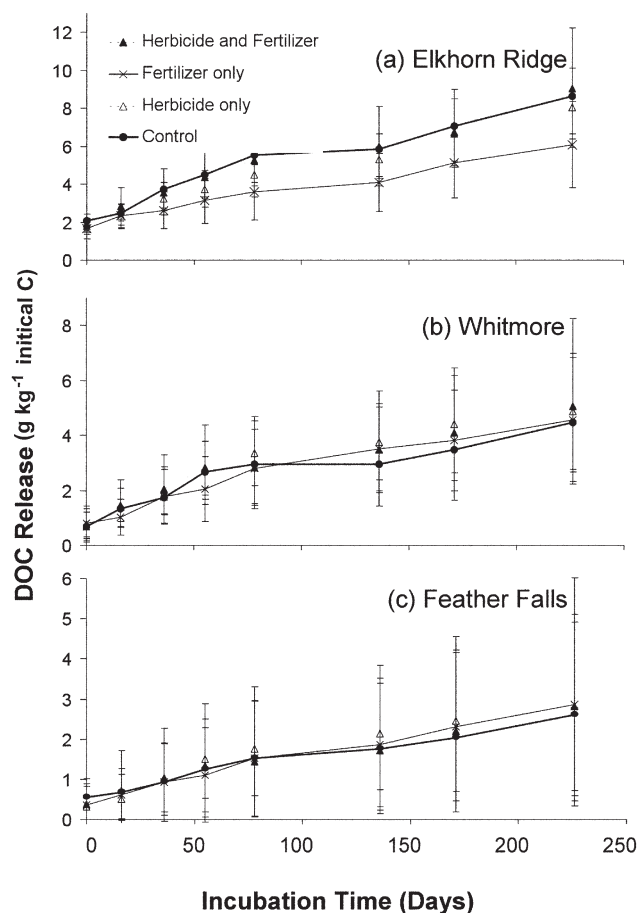 Herbicide and Fertilizer
Fertilizer only
Herbicide only
Control
(a) Elkhorn Ridge
12
10
8
6
4
2
0
(b) Whitmore
8
6
4
2
0
(c) Feather Falls
6
5
4
3
2
1
0
0 50 100 150 200 250
DOC Release (g kg⁻¹ initical C)
Incubation Time (Days)